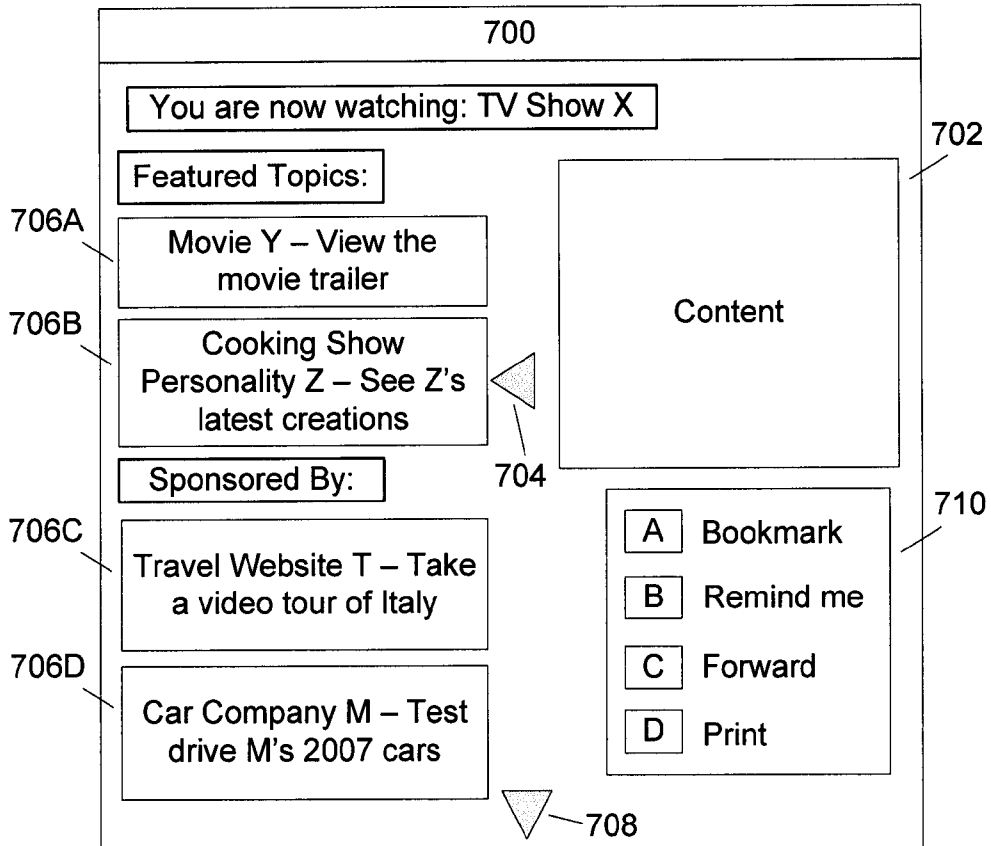 700
You are now watching: TV Show X
702
Featured Topics:
706A
Movie Y – View the
movie trailer
Content
706B
Cooking Show
Personality Z – See Z's
latest creations
704
Sponsored By:
706C
Travel Website T – Take
a video tour of Italy
710
A Bookmark
B Remind me
C Forward
D Print
706D
Car Company M – Test
drive M's 2007 cars
708